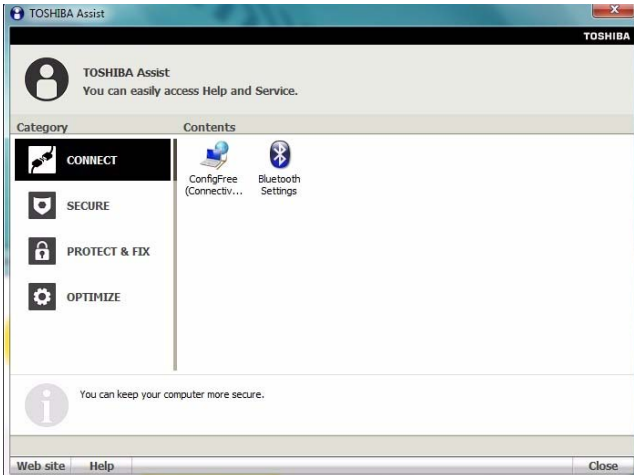 TOSHIBA Assist
TOSHIBA
TOSHIBA Assist
You can easily access Help and Service.
Category
Contents
CONNECT
SECURE
PROTECT & FIX
OPTIMIZE
ConfigFree
(Connectiv...
Bluetooth
Settings
You can keep your computer more secure.
Web site Help Close